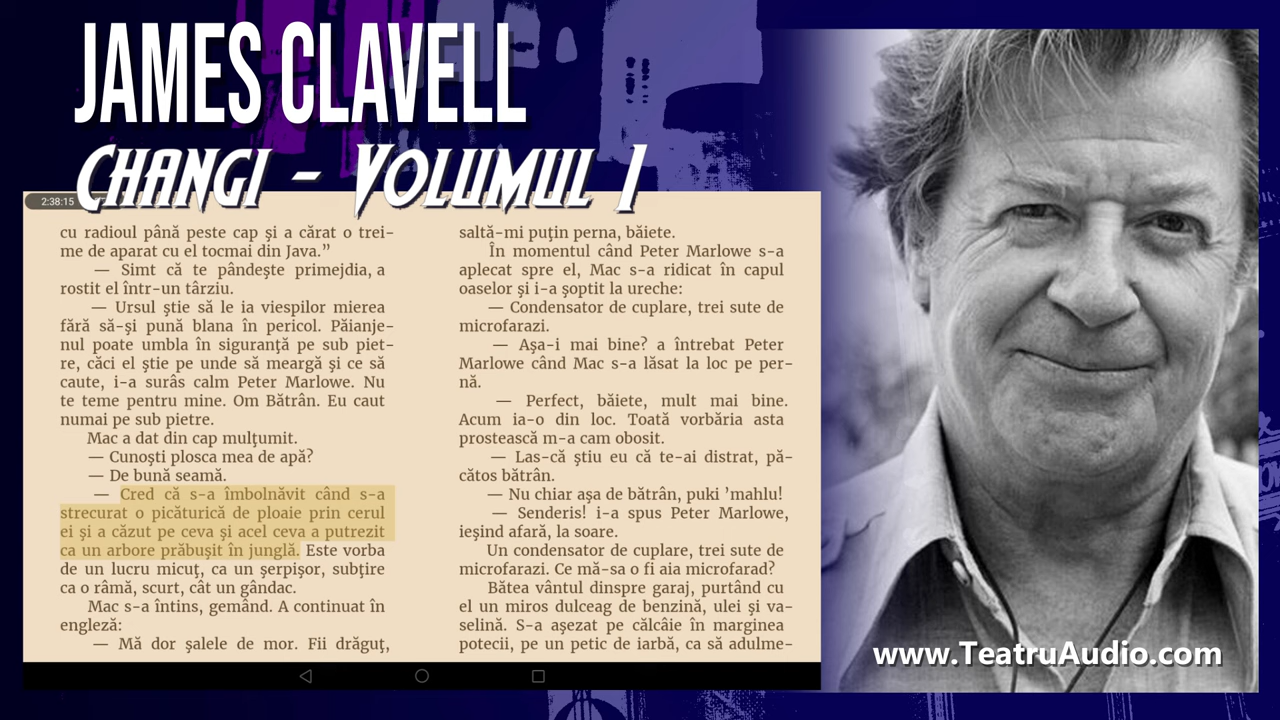 JAMES CLAVELL
CHANGI - VOLUMUL I
2:38:15
cu radioul până peste cap şi a cărat o trei-
me de aparat cu el tocmai din Java.”
— Simt că te pândeşte primejdia, a
rostit el într-un târziu.
— Ursul ştie să le ia viespilor mierea
fără să-şi pună blana în pericol. Păianje-
nul poate umbla în siguranţă pe sub piet-
re, căci el ştie pe unde să meargă şi ce să
caute, i-a surâs calm Peter Marlowe. Nu
te teme pentru mine. Om Bătrân. Eu caut
numai pe sub pietre.
Mac a dat din cap mulţumit.
— Cunoşti plosca mea de apă?
— De bună seamă.
— Cred că s-a îmbolnăvit când s-a
strecurat o picăturică de ploaie prin cerul
ei şi a căzut pe ceva şi acel ceva a putrezit
ca un arbore prăbuşit în junglă. Este vorba
de un lucru micuţ, ca un şerpişor, subţire
ca o râmă, scurt, cât un gândac.
Mac s-a întins, gemând. A continuat în
engleză:
— Mă dor şalele de mor. Fii drăguţ,
saltă-mi puţin perna, băiete.
În momentul când Peter Marlowe s-a
aplecat spre el, Mac s-a ridicat în capul
oaselor şi i-a şoptit la ureche:
— Condensator de cuplare, trei sute de
microfarazi.
— Aşa-i mai bine? a întrebat Peter
Marlowe când Mac s-a lăsat la loc pe per-
nă.
— Perfect, băiete, mult mai bine.
Acum ia-o din loc. Toată vorbăria asta
prostească m-a cam obosit.
— Las-că ştiu eu că te-ai distrat, pă-
cătos bătrân.
— Nu chiar aşa de bătrân, puki ’mahlu!
— Senderis! i-a spus Peter Marlowe,
ieşind afară, la soare.
Un condensator de cuplare, trei sute de
microfarazi. Ce mă-sa o fi aia microfarad?
Bătea vântul dinspre garaj, purtând cu
el un miros dulceag de benzină, ulei şi va-
selină. S-a aşezat pe călcâie în marginea
potecii, pe un petic de iarbă, ca să adulme-
www.TeatruAudio.com